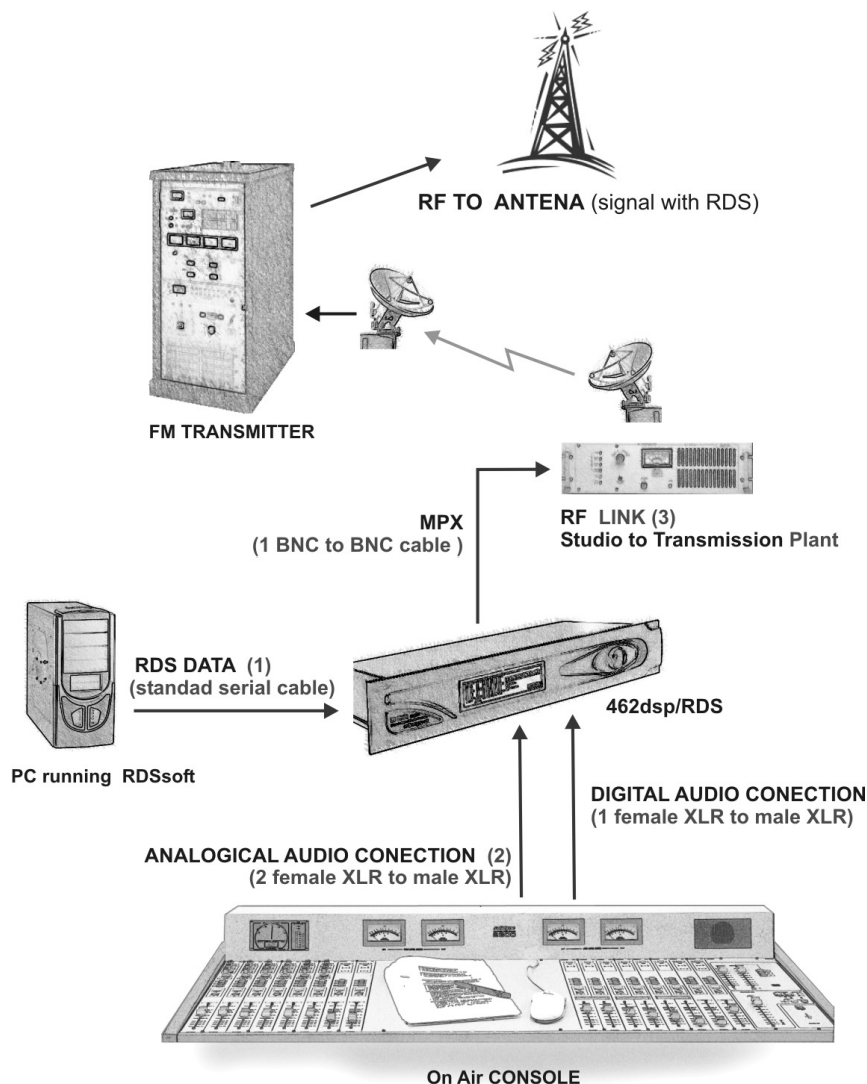 RF TO ANTENA (signal with RDS)
FM TRANSMITTER
MPX
(1 BNC to BNC cable )
RF LINK (3)
Studio to Transmission Plant
RDS DATA (1)
(standad serial cable)
462dsp/RDS
PC running RDSsoft
DIGITAL AUDIO CONECTION
(1 female XLR to male XLR)
ANALOGICAL AUDIO CONECTION (2)
(2 female XLR to male XLR)
On Air CONSOLE